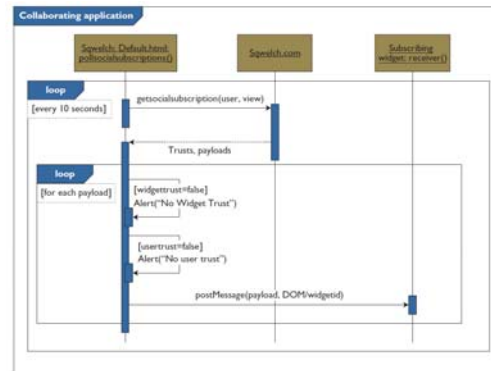 Collaborating application
Sqwelch: Default.html:
pollsocialsubscriptions()
Sqwelch.com
Subscribing
widget: receiver()
loop
[every 10 seconds]
getsocialsubscription(user, view)
Trusts, payloads
loop
[for each payload]
[widgettrust=false]
Alert("No Widget Trust")
[usertrust=false]
Alert("No user trust")
postMessage(payload, DOM/widgetid)